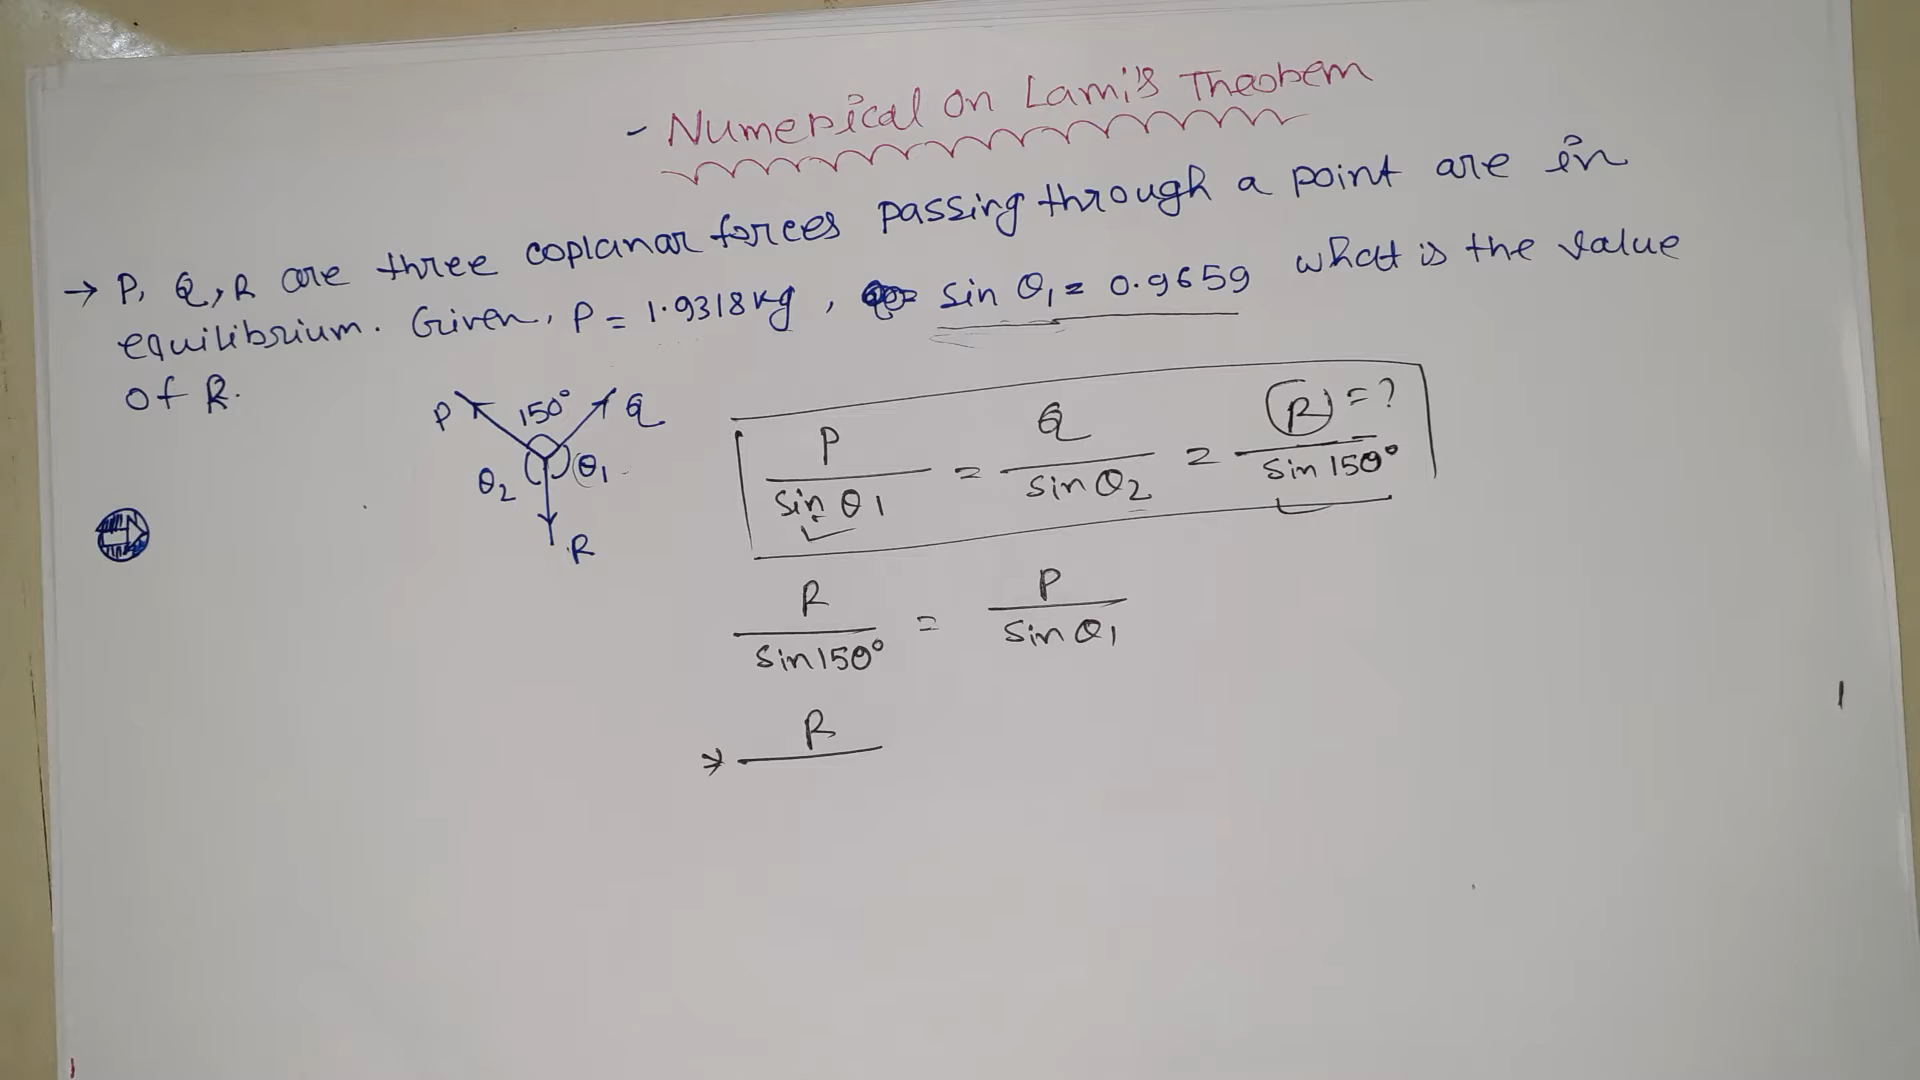 - Numerical on Lami's Theorem
→ P, Q, R are three coplanar forces passing through a point are in
equilibrium. Given, P = 1.9318 kg, sin θ1 = 0.9659 what is the value
of R.
P 150° Q
θ2 θ1
R
P/sin θ1 = Q/sin θ2 = R/sin 150° = ?
R/sin 150° = P/sin θ1
⇒ R